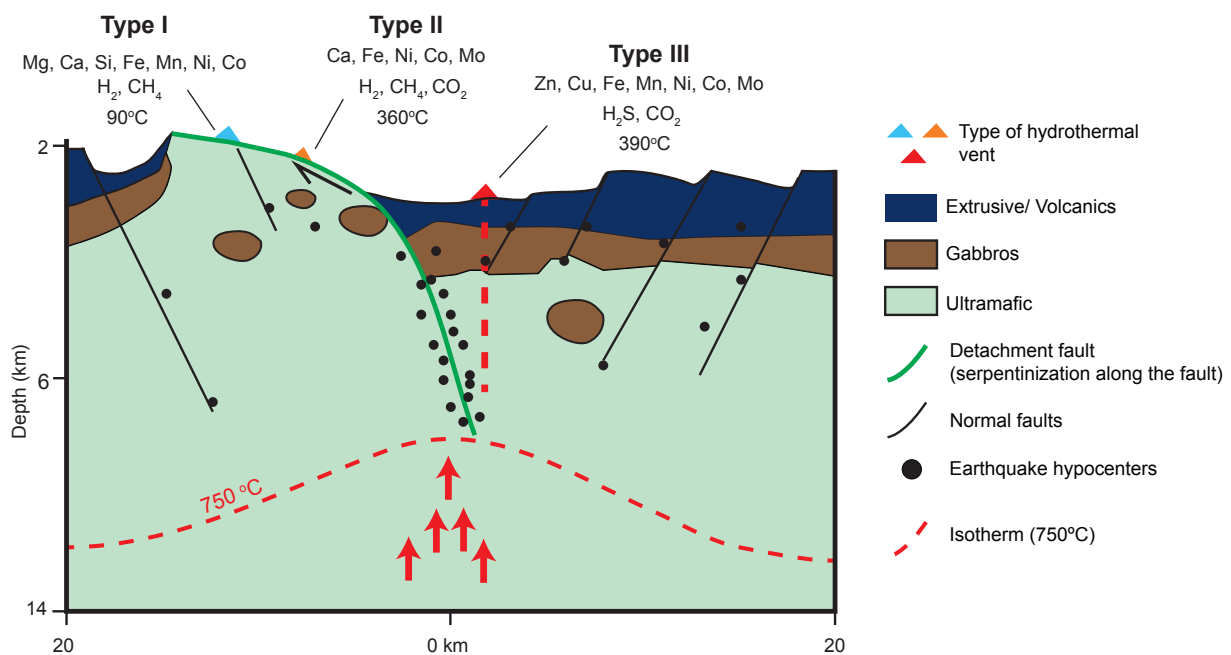 Type I
Mg, Ca, Si, Fe, Mn, Ni, Co
H₂, CH₄
90ºC
Type II
Ca, Fe, Ni, Co, Mo
H₂, CH₄, CO₂
360ºC
Type III
Zn, Cu, Fe, Mn, Ni, Co, Mo
H₂S, CO₂
390ºC
Depth (km)
2
6
14
750 ºC
20
0 km
20
Type of hydrothermal
vent
Extrusive/ Volcanics
Gabbros
Ultramafic
Detachment fault
(serpentinization along the fault)
Normal faults
Earthquake hypocenters
Isotherm (750ºC)